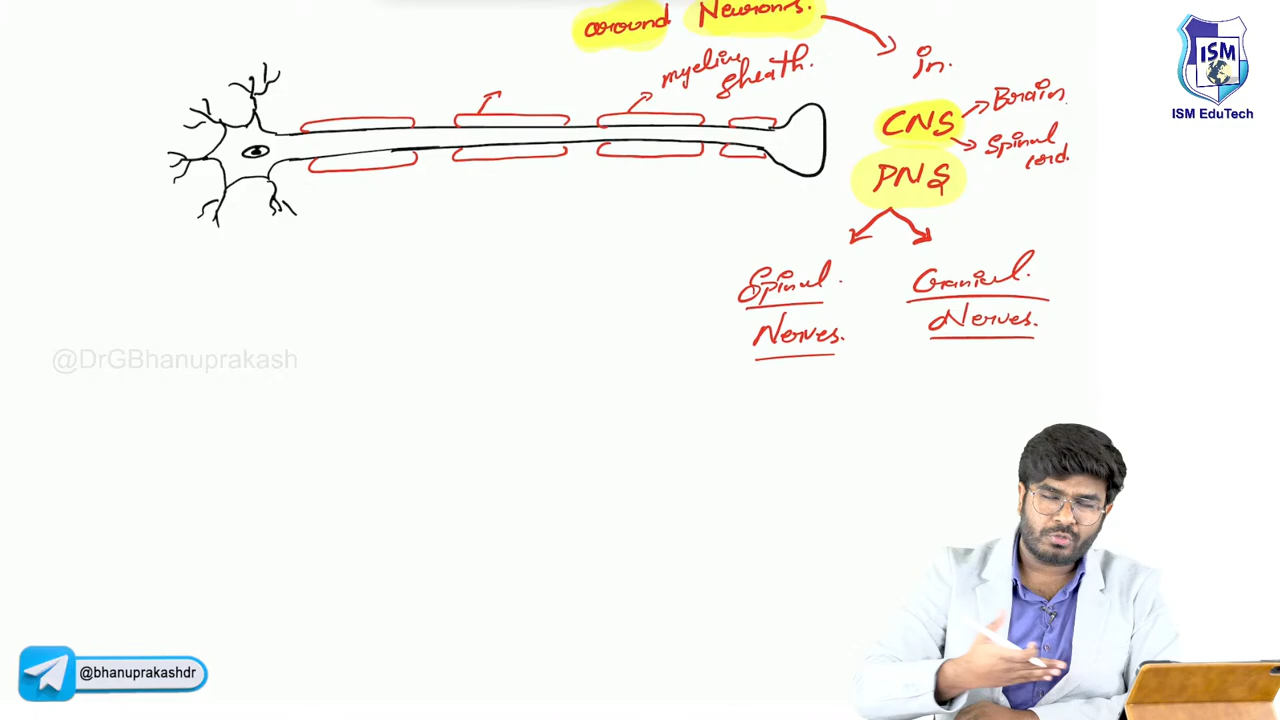 around Neurons.
myelin
sheath.
in.
CNS
Brain.
Spinal
cord.
PNS
Spinal.
Nerves.
Cranial.
Nerves.
ISM
ISM EduTech
@DrGBhanuprakash
@bhanuprakashdr